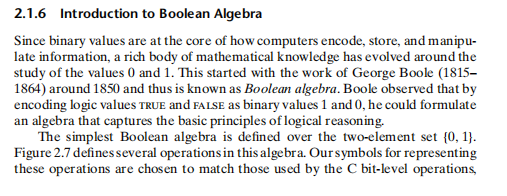 2.1.6 Introduction to Boolean Algebra
Since binary values are at the core of how computers encode, store, and manipu-
late information, a rich body of mathematical knowledge has evolved around the
study of the values 0 and 1. This started with the work of George Boole (1815–
1864) around 1850 and thus is known as Boolean algebra. Boole observed that by
encoding logic values TRUE and FALSE as binary values 1 and 0, he could formulate
an algebra that captures the basic principles of logical reasoning.
The simplest Boolean algebra is defined over the two-element set {0, 1}.
Figure 2.7 defines several operations in this algebra. Our symbols for representing
these operations are chosen to match those used by the C bit-level operations,